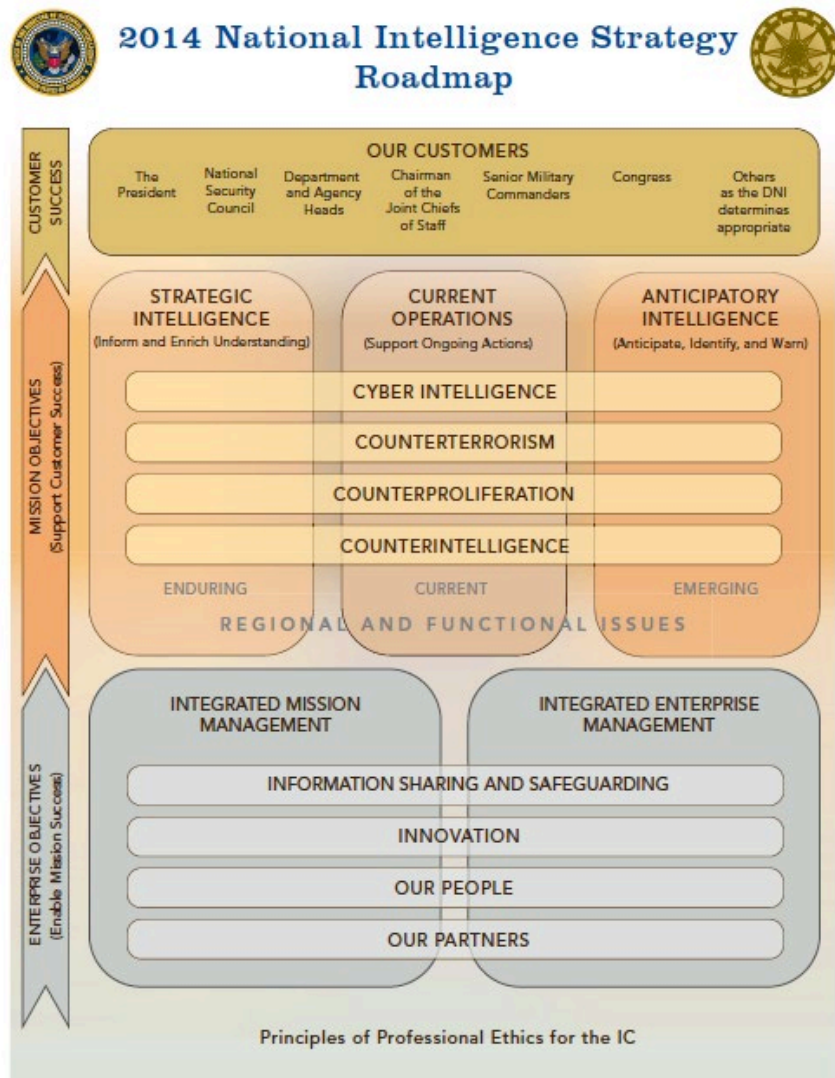 2014 National Intelligence Strategy
Roadmap
CUSTOMER
SUCCESS
OUR CUSTOMERS
The
President
National
Security
Council
Department
and Agency
Heads
Chairman
of the
Joint Chiefs
of Staff
Senior Military
Commanders
Congress
Others
as the DNI
determines
appropriate
MISSION OBJECTIVES
(Support Customer Success)
STRATEGIC
INTELLIGENCE
(Inform and Enrich Understanding)
CURRENT
OPERATIONS
(Support Ongoing Actions)
ANTICIPATORY
INTELLIGENCE
(Anticipate, Identify, and Warn)
CYBER INTELLIGENCE
COUNTERTERRORISM
COUNTERPROLIFERATION
COUNTERINTELLIGENCE
ENDURING
CURRENT
EMERGING
REGIONAL AND FUNCTIONAL ISSUES
ENTERPRISE OBJECTIVES
(Enable Mission Success)
INTEGRATED MISSION
MANAGEMENT
INTEGRATED ENTERPRISE
MANAGEMENT
INFORMATION SHARING AND SAFEGUARDING
INNOVATION
OUR PEOPLE
OUR PARTNERS
Principles of Professional Ethics for the IC